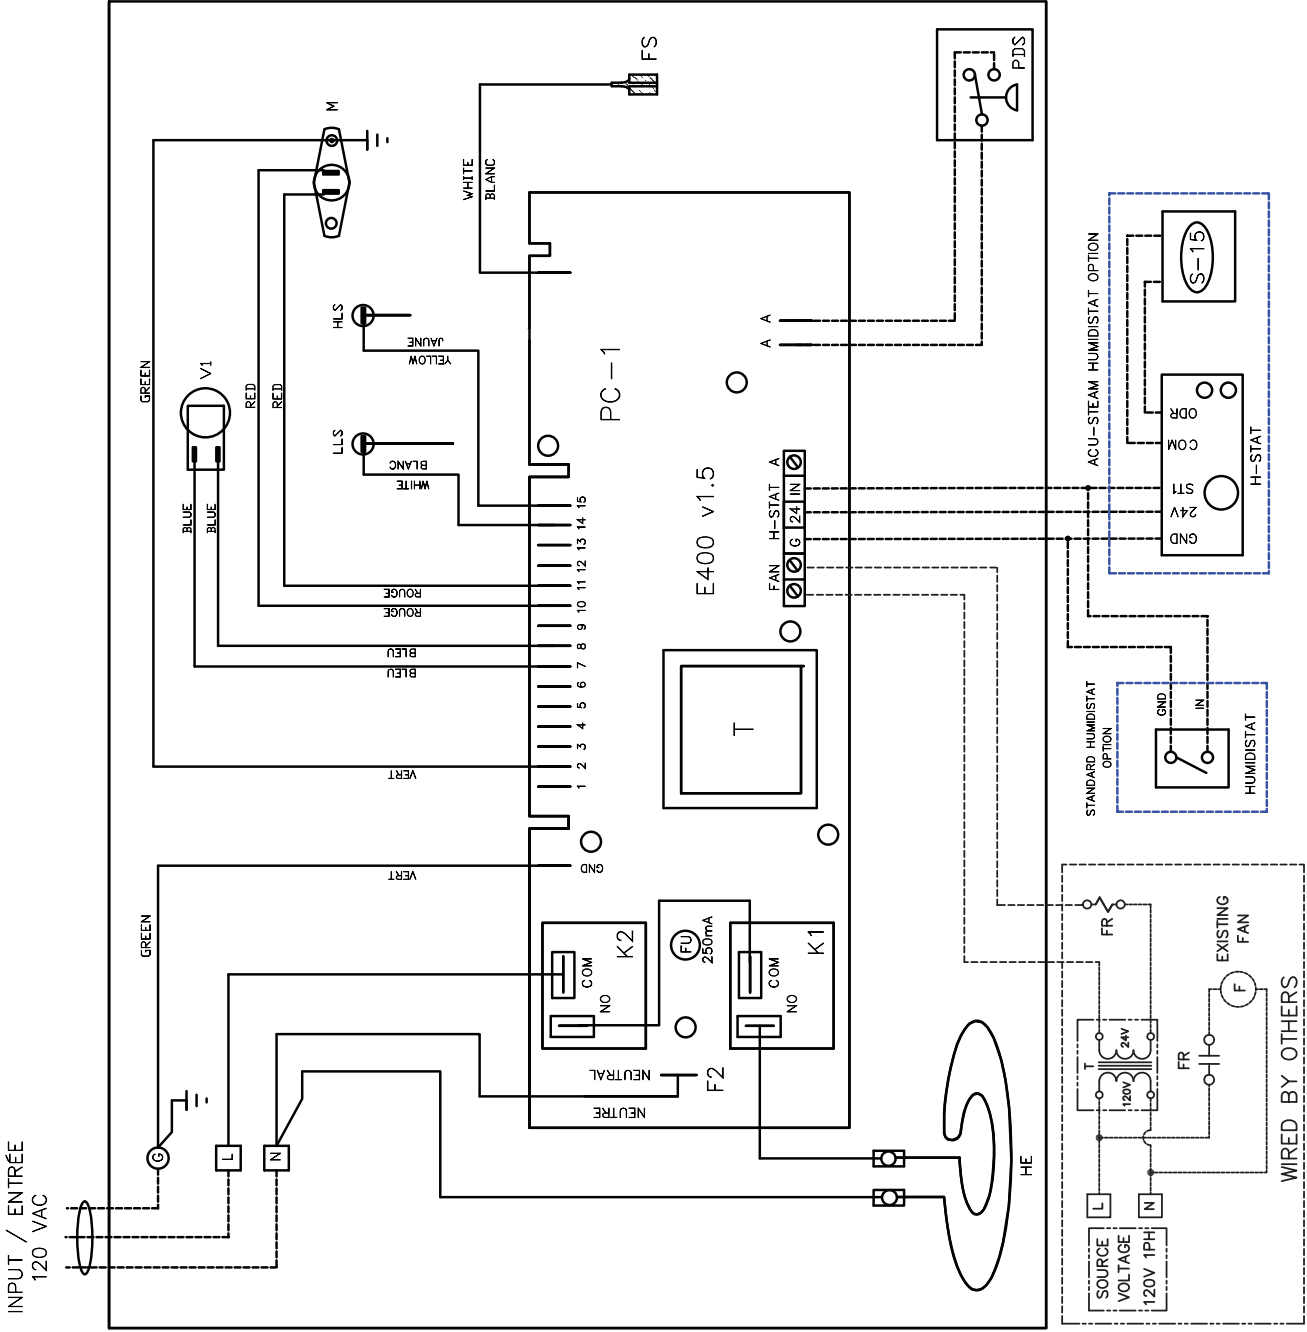 INPUT / ENTRÉE
120 VAC
G
L
N
GREEN
VERT
GREEN
VERT
BLUE
BLUE
BLEU
BLEU
V1
RED
RED
ROUGE
ROUGE
M
LLS
WHITE
BLANC
HLS
YELLOW
JAUNE
WHITE
BLANC
FS
GND
1
2
3
4
5
6
7
8
9
10
11
12
13
14
15
PC-1
E400 v1.5
K2
COM
NO
FU
250mA
K1
COM
NO
NEUTRAL
NEUTRE
F2
T
FAN
H-STAT
G
24
IN
A
A
A
PDS
HE
ACU-STEAM HUMIDISTAT OPTION
S-15
ODR
COM
ST1
24V
GND
H-STAT
STANDARD HUMIDISTAT
OPTION
GND
IN
HUMIDISTAT
FR
T
120V
24V
FR
EXISTING
FAN
F
L
N
SOURCE
VOLTAGE
120V 1PH
WIRED BY OTHERS